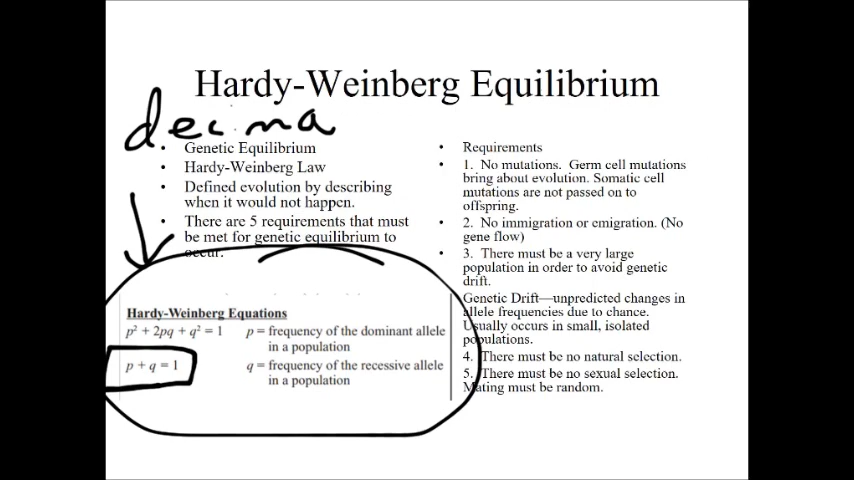 Hardy-Weinberg Equilibrium
decima
• Genetic Equilibrium
• Hardy-Weinberg Law
• Defined evolution by describing
when it would not happen.
• There are 5 requirements that must
be met for genetic equilibrium to
occur.
Hardy-Weinberg Equations
p² + 2pq + q² = 1 p = frequency of the dominant allele
in a population
p + q = 1 q = frequency of the recessive allele
in a population
• Requirements
• 1. No mutations. Germ cell mutations
bring about evolution. Somatic cell
mutations are not passed on to
offspring.
• 2. No immigration or emigration. (No
gene flow)
• 3. There must be a very large
population in order to avoid genetic
drift.
Genetic Drift—unpredicted changes in
allele frequencies due to chance.
Usually occurs in small, isolated
populations.
4. There must be no natural selection.
5. There must be no sexual selection.
Mating must be random.